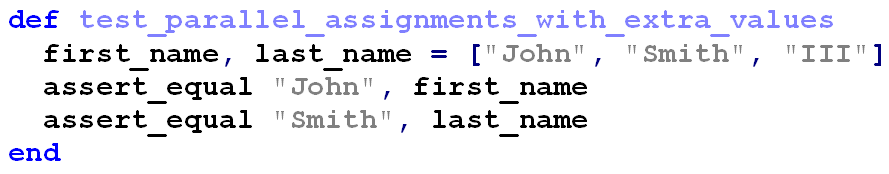 def test_parallel_assignments_with_extra_values
  first_name, last_name = ["John", "Smith", "III"]
  assert_equal "John", first_name
  assert_equal "Smith", last_name
end